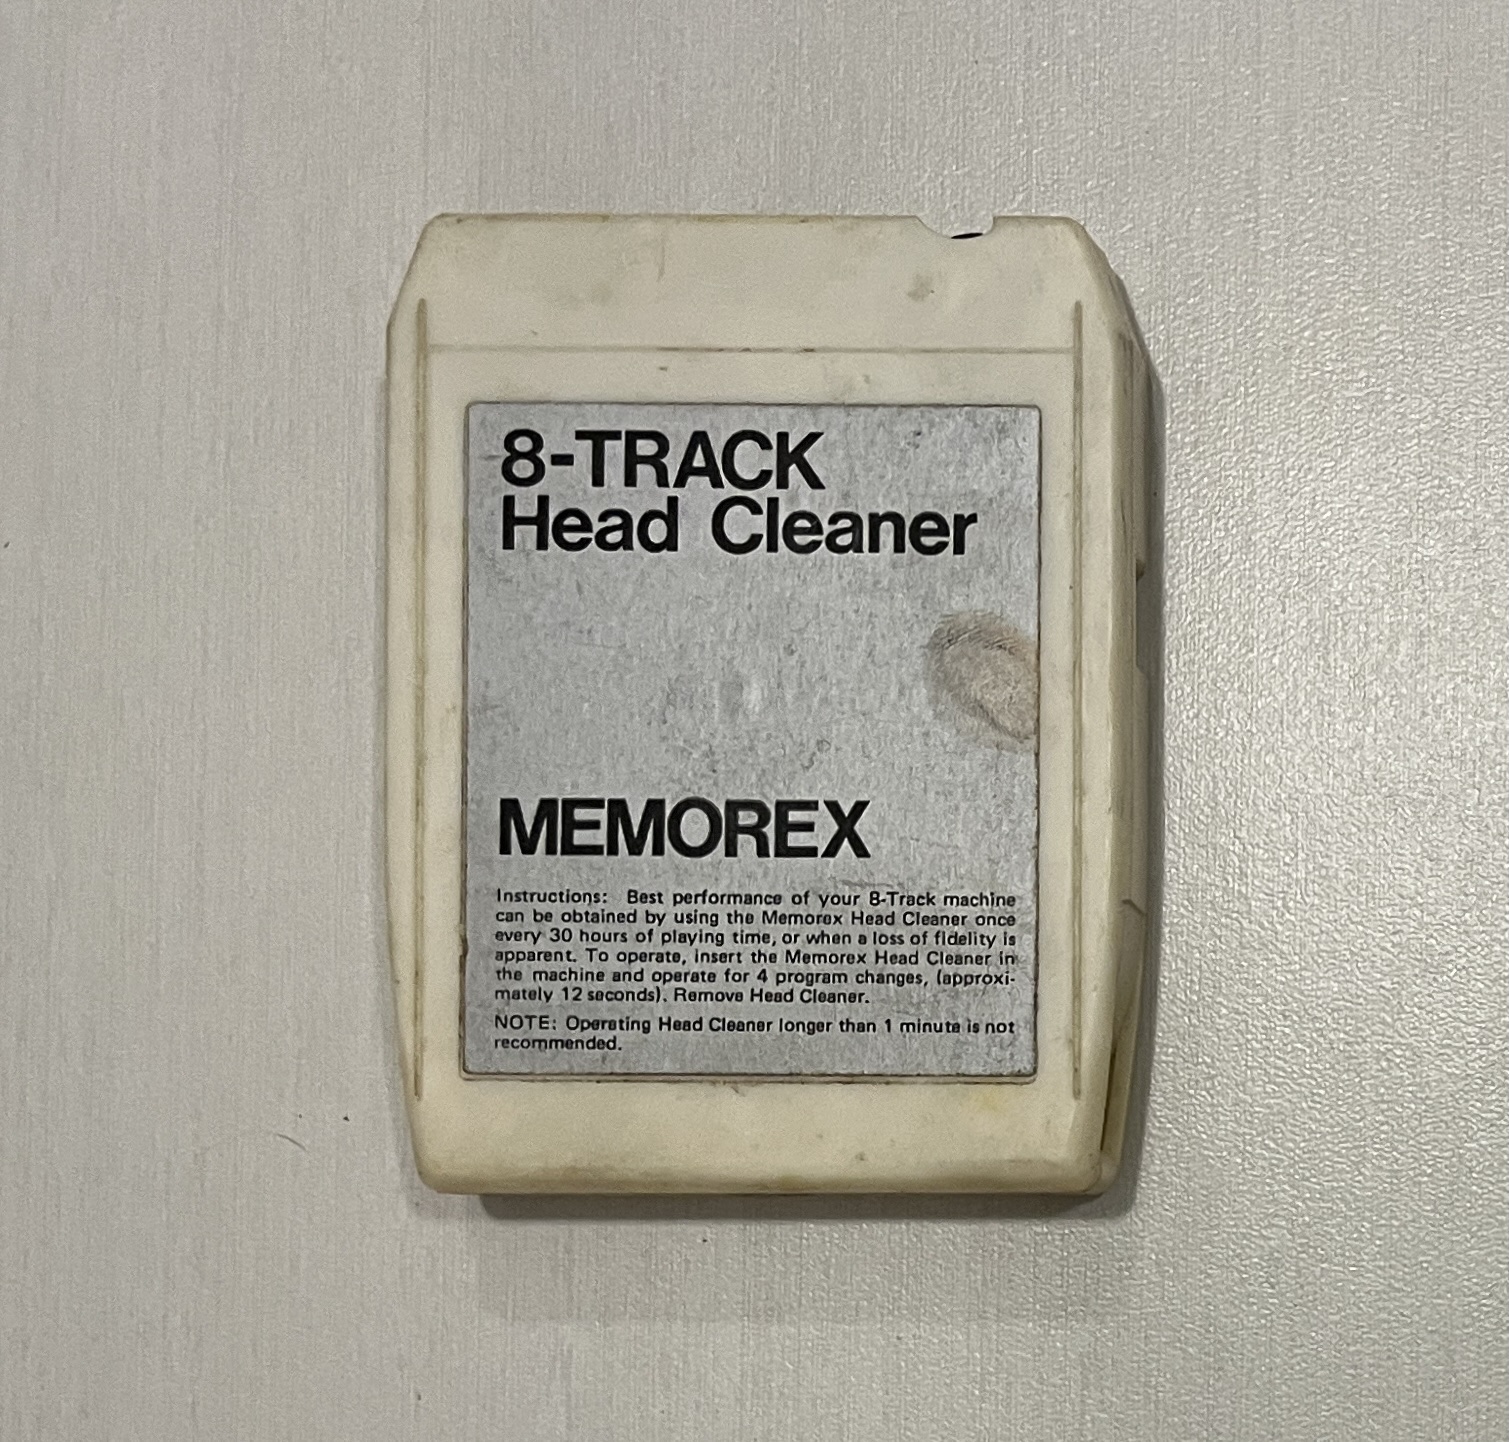 8-TRACK
Head Cleaner
MEMOREX
Instructions: Best performance of your 8-Track machine
can be obtained by using the Memorex Head Cleaner once
every 30 hours of playing time, or when a loss of fidelity is
apparent. To operate, insert the Memorex Head Cleaner in
the machine and operate for 4 program changes, (approxi-
mately 12 seconds). Remove Head Cleaner.
NOTE: Operating Head Cleaner longer than 1 minute is not
recommended.